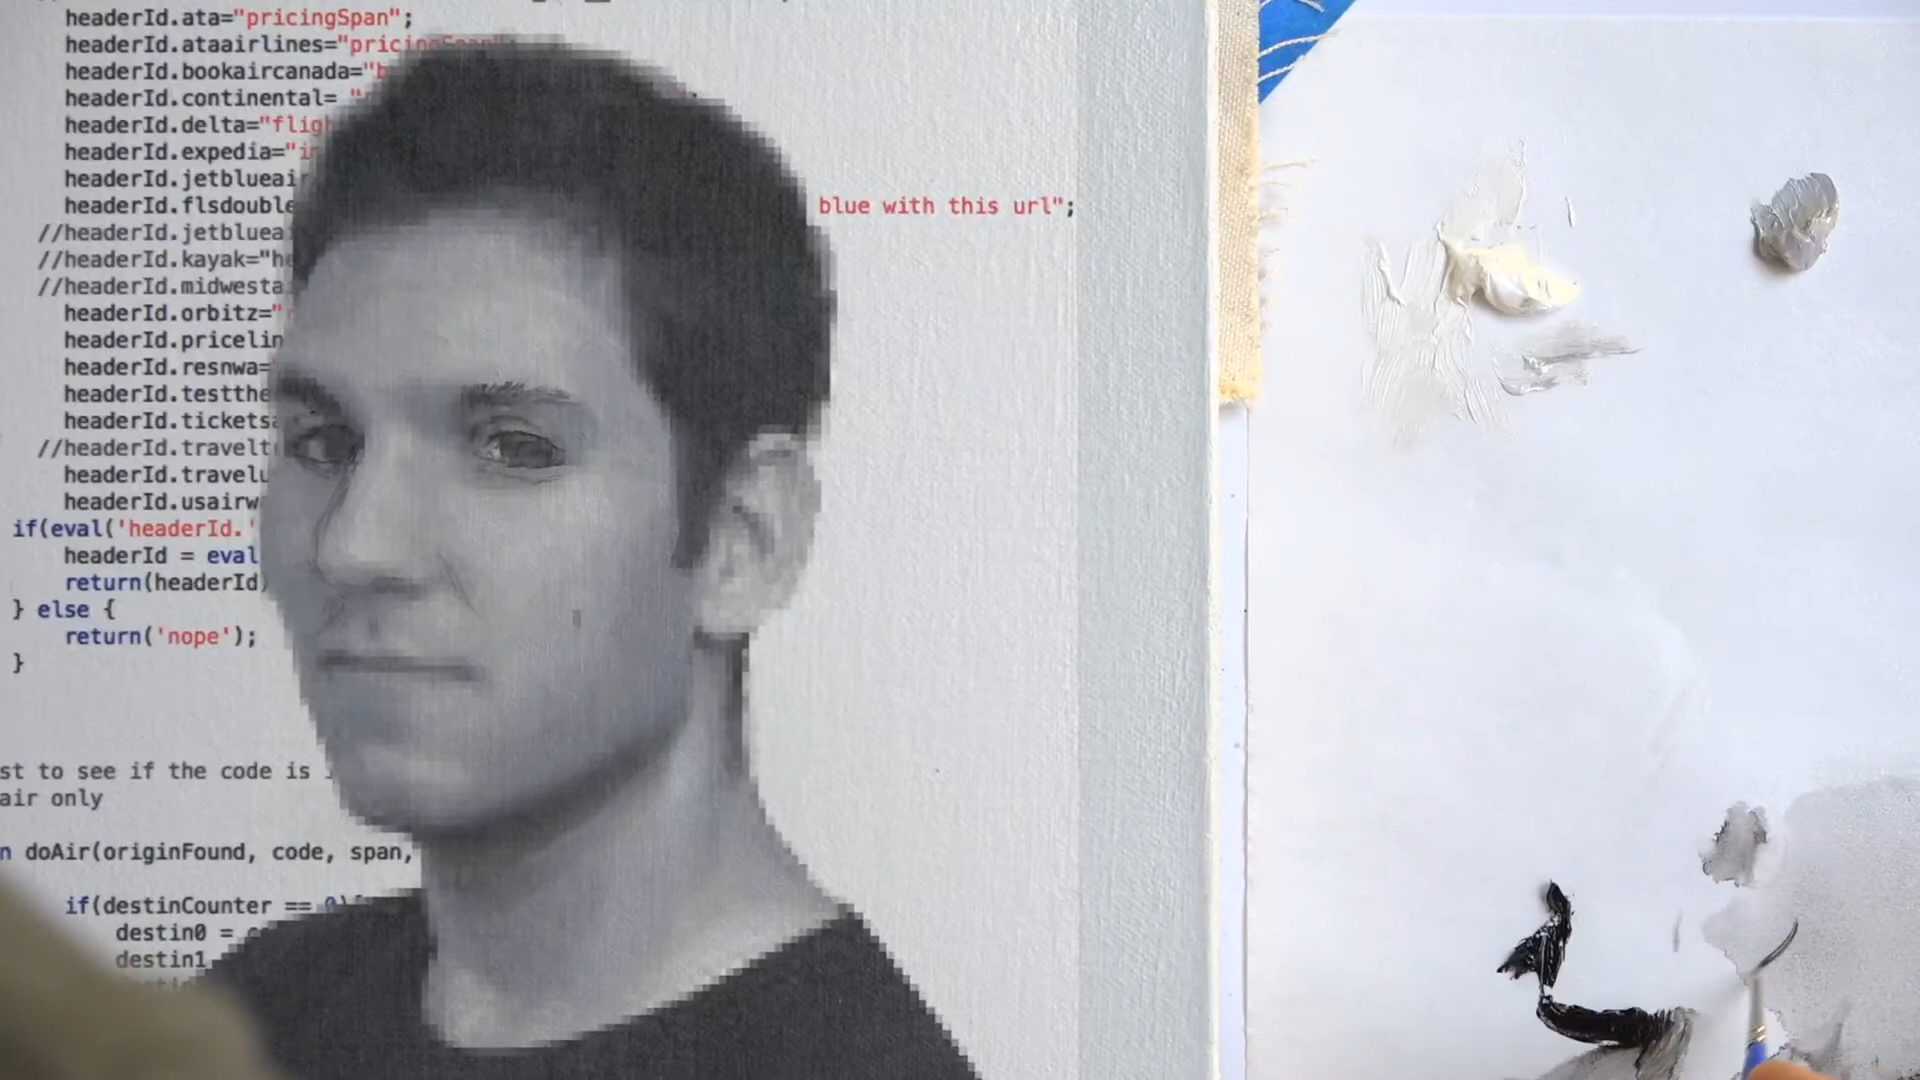 headerId.ata="pricingSpan";
headerId.ataairlines="pricingSpan";
headerId.bookaircanada="b
headerId.continental= "
headerId.delta="flig
headerId.expedia="i
headerId.jetblueai
headerId.flsdouble blue with this url";
//headerId.jetbluea
//headerId.kayak="he
//headerId.midwesta
headerId.orbitz="
headerId.pricelin
headerId.resnwa=
headerId.testthe
headerId.tickets
//headerId.travelt
headerId.travelu
headerId.usairw
if(eval('headerId.'
headerId = eval
return(headerId)
} else {
return('nope');
}
st to see if the code is
air only
n doAir(originFound, code, span,
if(destinCounter == 0)
destin0 =
destin1